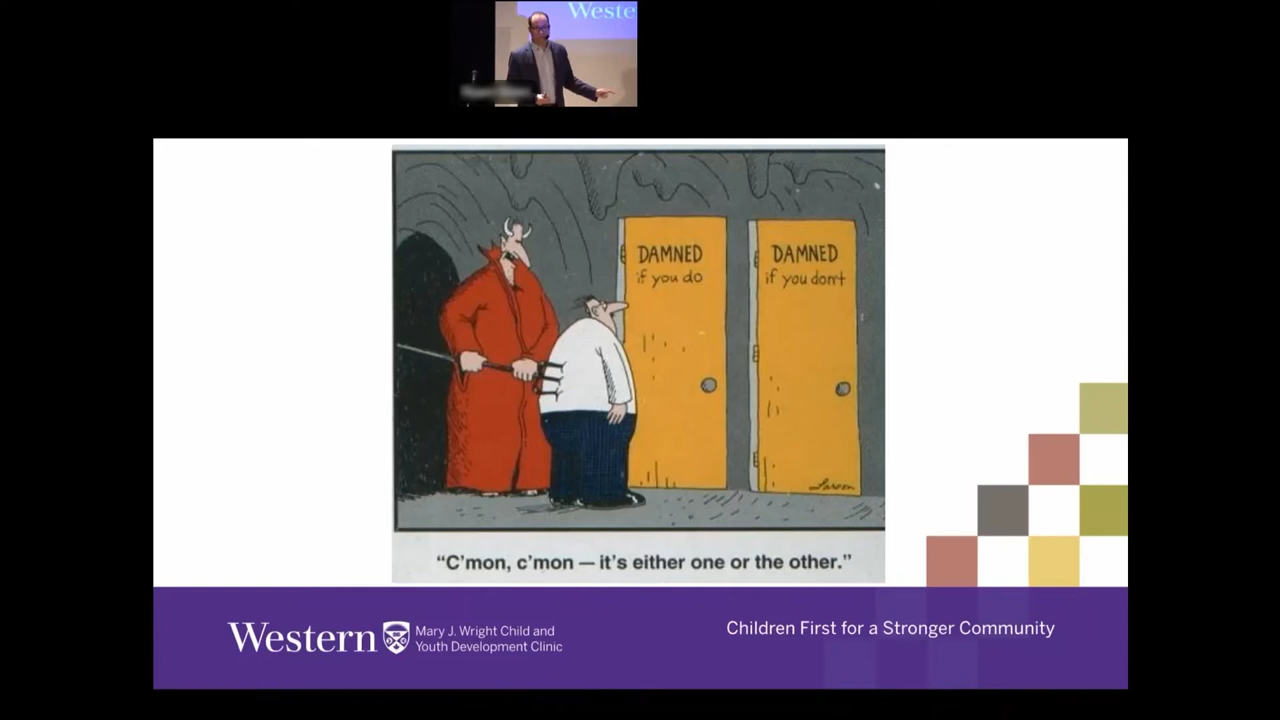 Weste
DAMNED
if you do
DAMNED
if you don't
Larson
"C'mon, c'mon — it's either one or the other."
Western
Mary J. Wright Child and
Youth Development Clinic
Children First for a Stronger Community